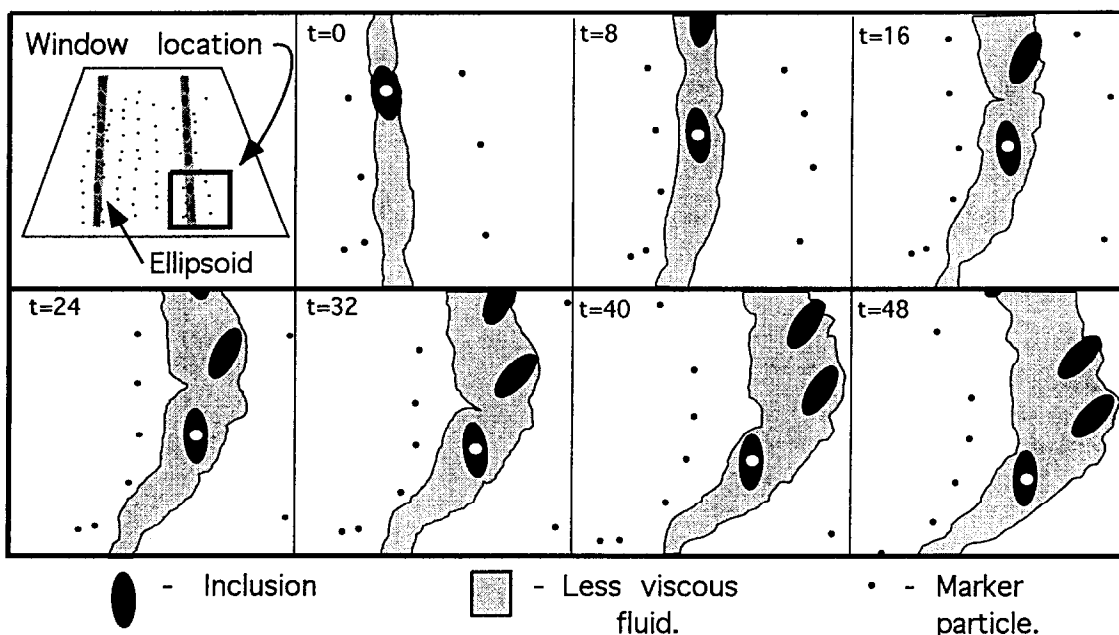 Window location
Ellipsoid
t=0
t=8
t=16
t=24
t=32
t=40
t=48
- Inclusion
- Less viscous
fluid.
- Marker
particle.